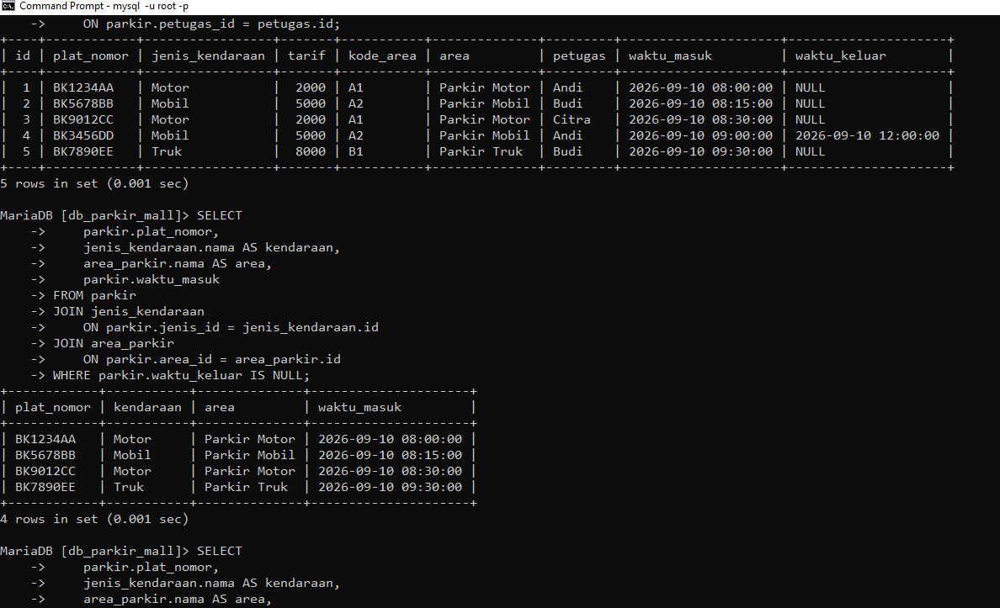 Command Prompt - mysql -u root -p
    ->     ON parkir.petugas_id = petugas.id;
+----+------------+-----------------+-------+-----------+--------------+---------+---------------------+---------------------+
| id | plat_nomor | jenis_kendaraan | tarif | kode_area | area         | petugas | waktu_masuk         | waktu_keluar        |
+----+------------+-----------------+-------+-----------+--------------+---------+---------------------+---------------------+
|  1 | BK1234AA   | Motor           |  2000 | A1        | Parkir Motor | Andi    | 2026-09-10 08:00:00 | NULL                |
|  2 | BK5678BB   | Mobil           |  5000 | A2        | Parkir Mobil | Budi    | 2026-09-10 08:15:00 | NULL                |
|  3 | BK9012CC   | Motor           |  2000 | A1        | Parkir Motor | Citra   | 2026-09-10 08:30:00 | NULL                |
|  4 | BK3456DD   | Mobil           |  5000 | A2        | Parkir Mobil | Andi    | 2026-09-10 09:00:00 | 2026-09-10 12:00:00 |
|  5 | BK7890EE   | Truk            |  8000 | B1        | Parkir Truk  | Budi    | 2026-09-10 09:30:00 | NULL                |
+----+------------+-----------------+-------+-----------+--------------+---------+---------------------+---------------------+
5 rows in set (0.001 sec)

MariaDB [db_parkir_mall]> SELECT
    ->     parkir.plat_nomor,
    ->     jenis_kendaraan.nama AS kendaraan,
    ->     area_parkir.nama AS area,
    ->     parkir.waktu_masuk
    -> FROM parkir
    -> JOIN jenis_kendaraan
    ->     ON parkir.jenis_id = jenis_kendaraan.id
    -> JOIN area_parkir
    ->     ON parkir.area_id = area_parkir.id
    -> WHERE parkir.waktu_keluar IS NULL;
+------------+-----------+--------------+---------------------+
| plat_nomor | kendaraan | area         | waktu_masuk         |
+------------+-----------+--------------+---------------------+
| BK1234AA   | Motor     | Parkir Motor | 2026-09-10 08:00:00 |
| BK5678BB   | Mobil     | Parkir Mobil | 2026-09-10 08:15:00 |
| BK9012CC   | Motor     | Parkir Motor | 2026-09-10 08:30:00 |
| BK7890EE   | Truk      | Parkir Truk  | 2026-09-10 09:30:00 |
+------------+-----------+--------------+---------------------+
4 rows in set (0.001 sec)

MariaDB [db_parkir_mall]> SELECT
    ->     parkir.plat_nomor,
    ->     jenis_kendaraan.nama AS kendaraan,
    ->     area_parkir.nama AS area,